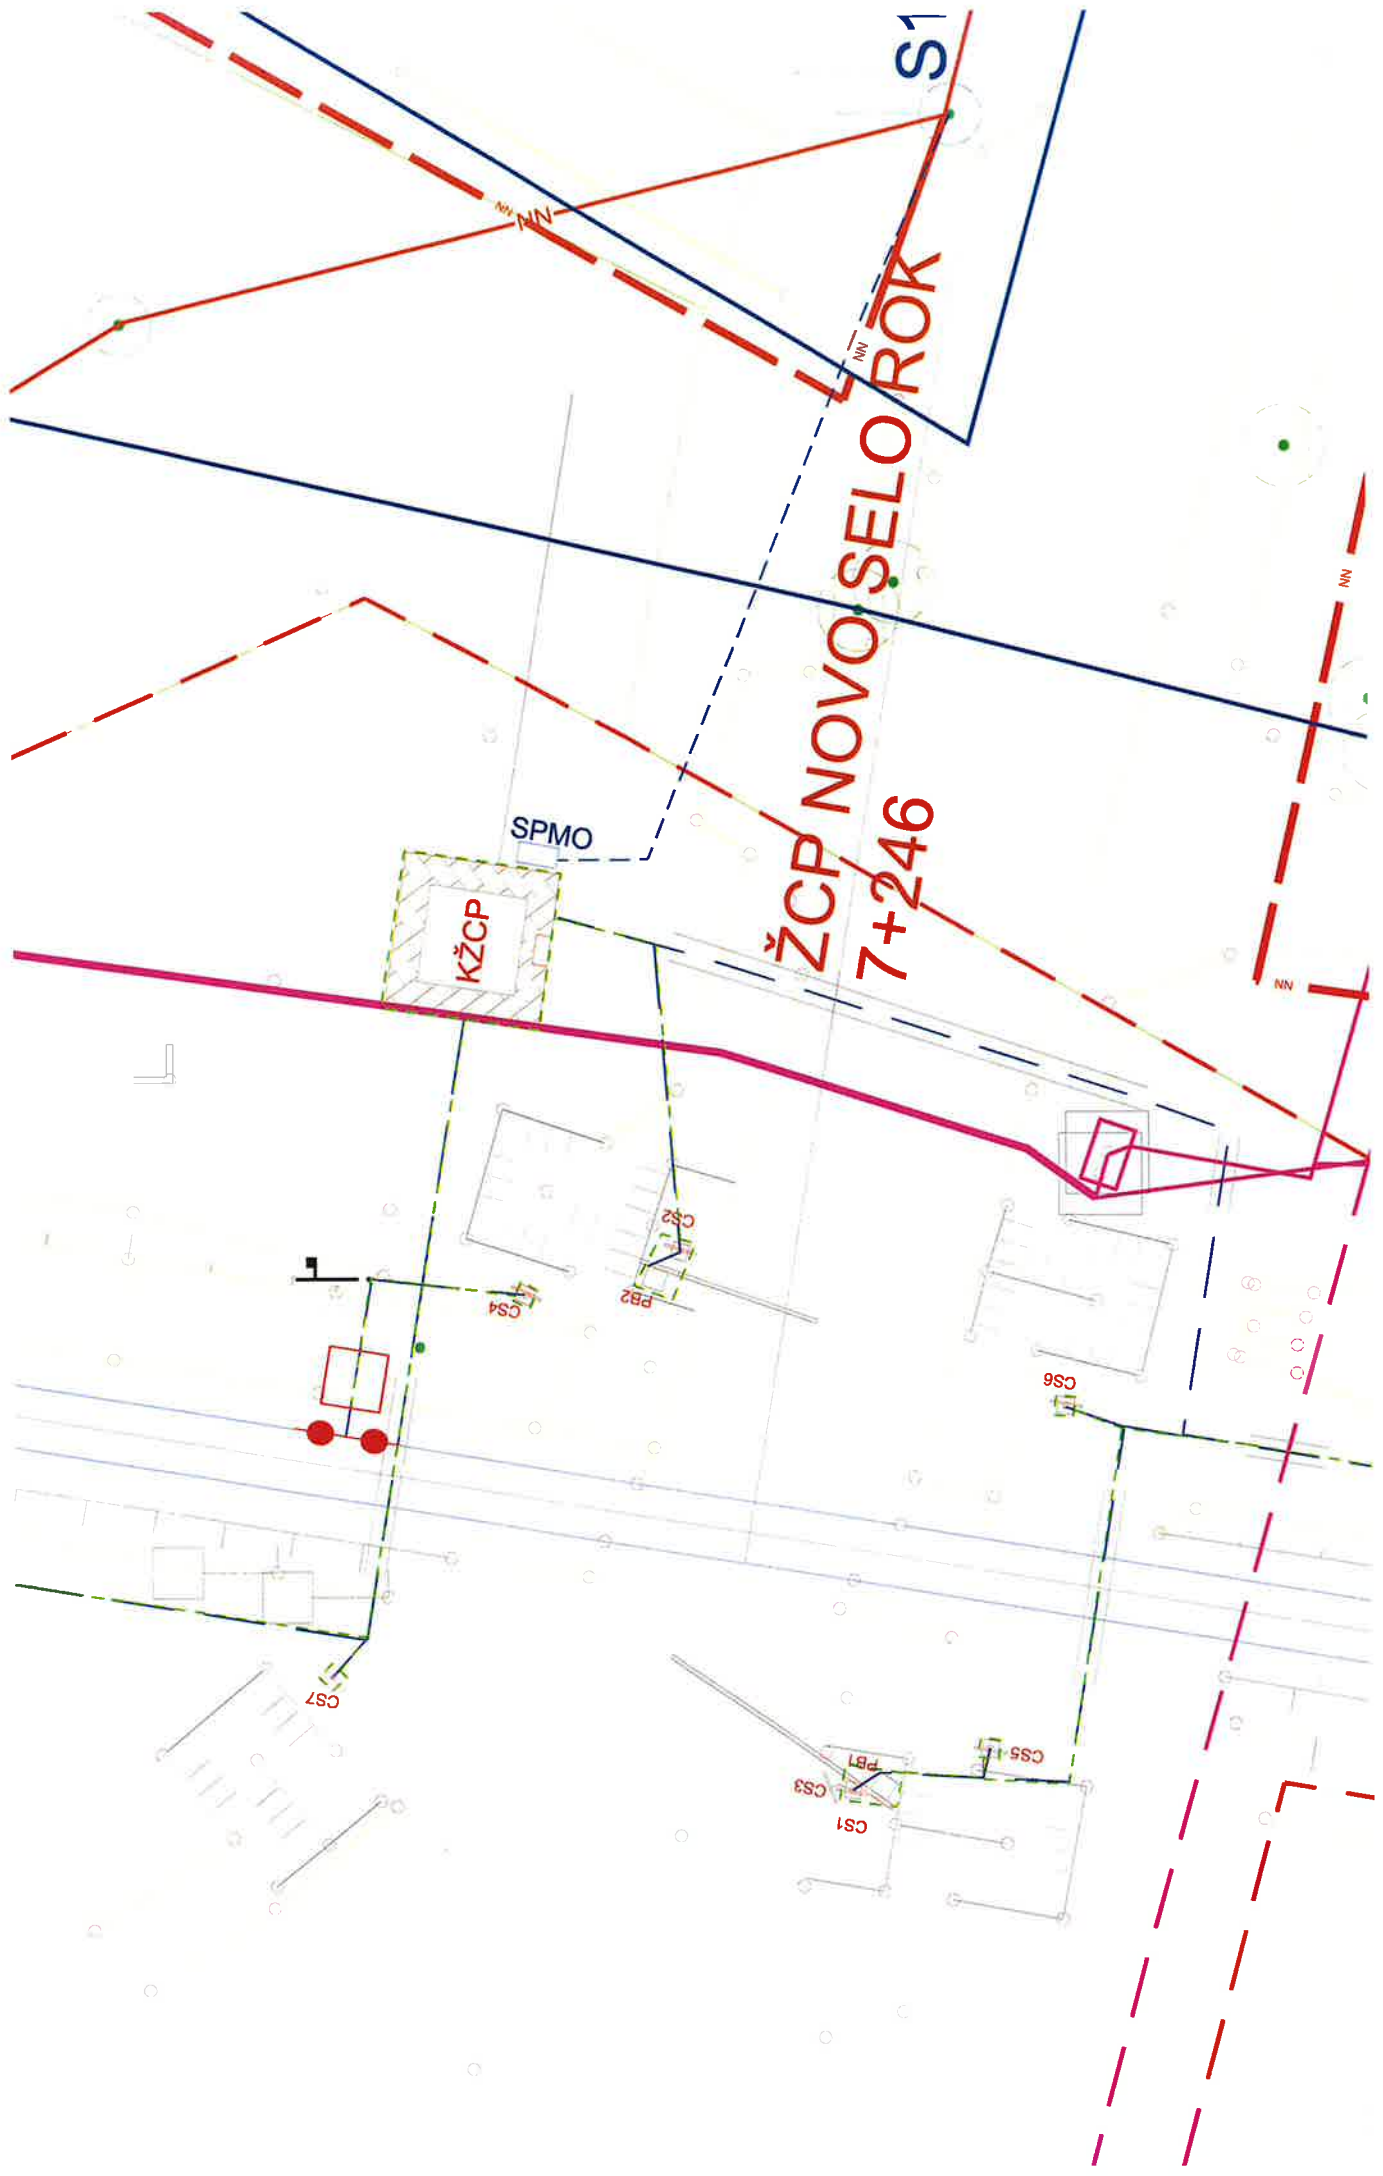 S1
NN
NN
NN
ŽCP NOVO SELO ROK
7+246
NN
NN
SPMO
KŽCP
CS2
PB2
CS4
CS6
CS7
CS5
PB1
CS3
CS1